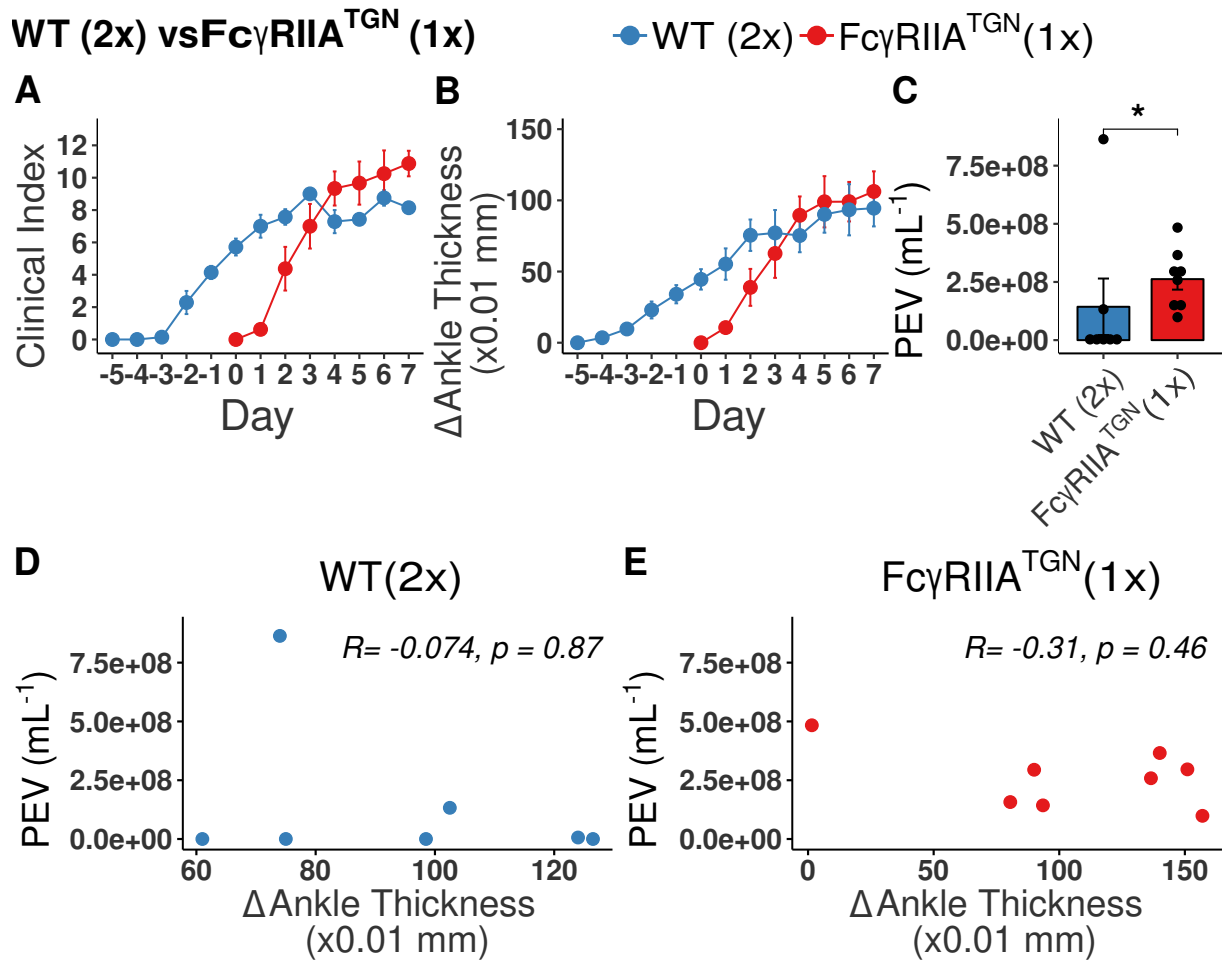 WT (2x) vsFcγRIIA^TGN (1x)
WT (2x) FcγRIIA^TGN(1x)
A
Clinical Index
12
10
8
6
4
2
0
-5 -4 -3 -2 -1 0 1 2 3 4 5 6 7
Day
B
ΔAnkle Thickness
(x0.01 mm)
150
100
50
0
-5 -4 -3 -2 -1 0 1 2 3 4 5 6 7
Day
C
PEV (mL^-1)
*
7.5e+08
5.0e+08
2.5e+08
0.0e+00
WT (2x)
FcγRIIA^TGN(1x)
D
WT(2x)
R= -0.074, p = 0.87
PEV (mL^-1)
7.5e+08
5.0e+08
2.5e+08
0.0e+00
60 80 100 120
ΔAnkle Thickness
(x0.01 mm)
E
FcγRIIA^TGN(1x)
R= -0.31, p = 0.46
PEV (mL^-1)
7.5e+08
5.0e+08
2.5e+08
0.0e+00
0 50 100 150
ΔAnkle Thickness
(x0.01 mm)